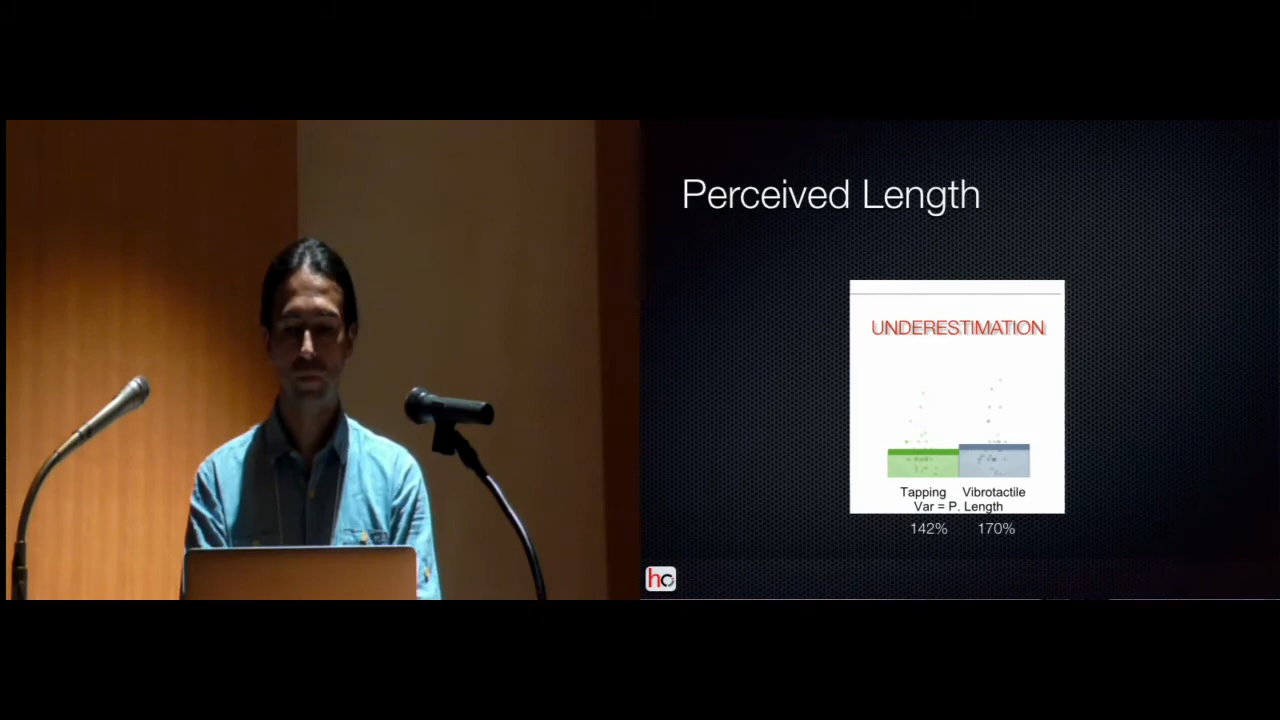 Perceived Length
UNDERESTIMATION
Tapping Vibrotactile
Var = P. Length
142% 170%
hc